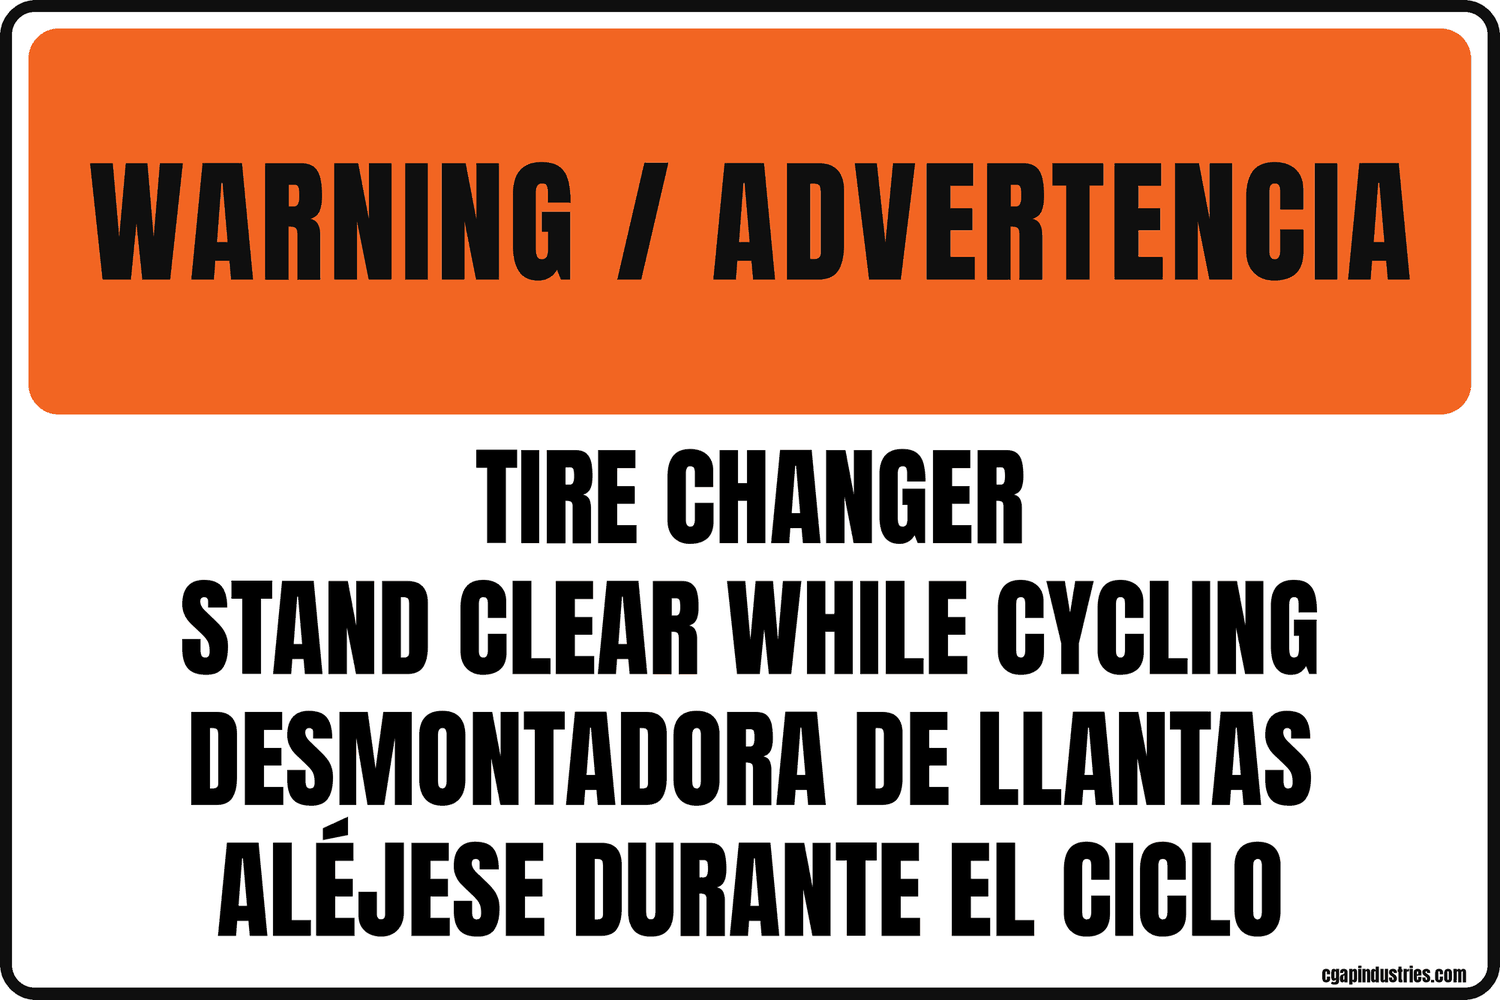 WARNING / ADVERTENCIA
TIRE CHANGER
STAND CLEAR WHILE CYCLING
DESMONTADORA DE LLANTAS
ALÉJESE DURANTE EL CICLO
cgapindustries.com